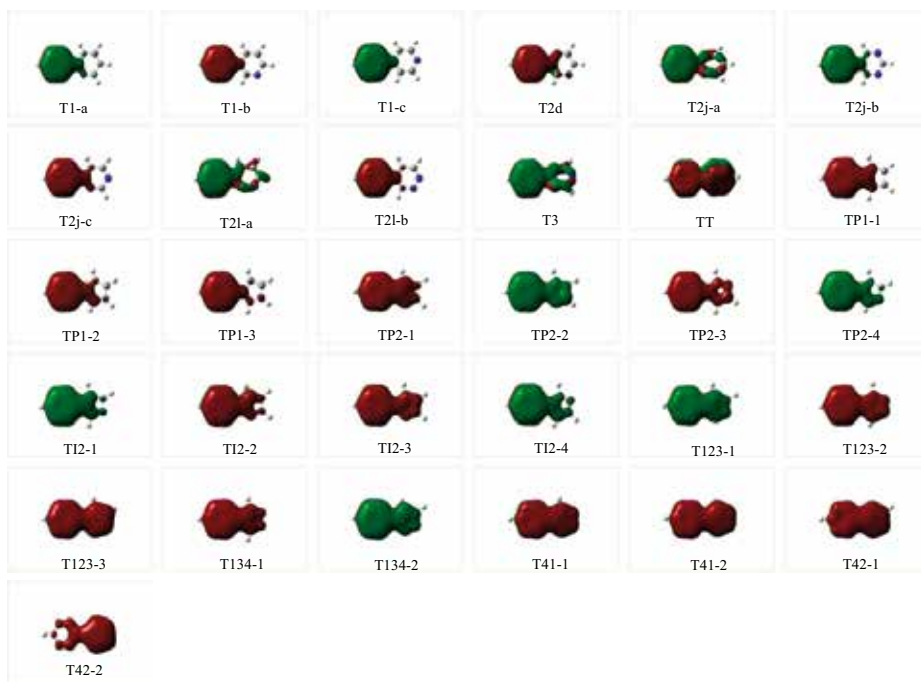 T1-a T1-b T1-c T2d T2j-a T2j-b
T2j-c T2l-a T2l-b T3 TT TP1-1
TP1-2 TP1-3 TP2-1 TP2-2 TP2-3 TP2-4
TI2-1 TI2-2 TI2-3 TI2-4 T123-1 T123-2
T123-3 T134-1 T134-2 T41-1 T41-2 T42-1
T42-2